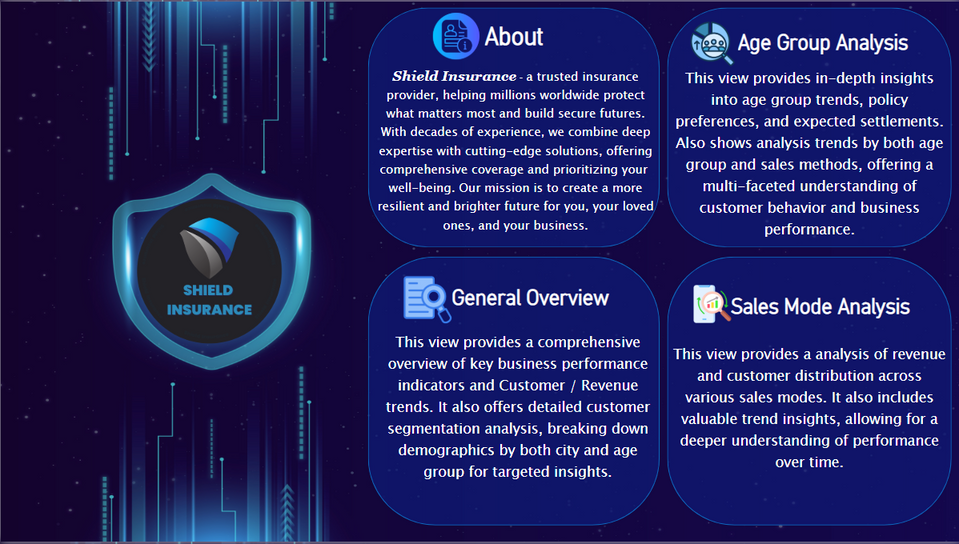 SHIELD
INSURANCE
About
Shield Insurance - a trusted insurance
provider, helping millions worldwide protect
what matters most and build secure futures.
With decades of experience, we combine deep
expertise with cutting-edge solutions, offering
comprehensive coverage and prioritizing your
well-being. Our mission is to create a more
resilient and brighter future for you, your loved
ones, and your business.
Age Group Analysis
This view provides in-depth insights
into age group trends, policy
preferences, and expected settlements.
Also shows analysis trends by both age
group and sales methods, offering a
multi-faceted understanding of
customer behavior and business
performance.
General Overview
This view provides a comprehensive
overview of key business performance
indicators and Customer / Revenue
trends. It also offers detailed customer
segmentation analysis, breaking down
demographics by both city and age
group for targeted insights.
Sales Mode Analysis
This view provides a analysis of revenue
and customer distribution across
various sales modes. It also includes
valuable trend insights, allowing for a
deeper understanding of performance
over time.